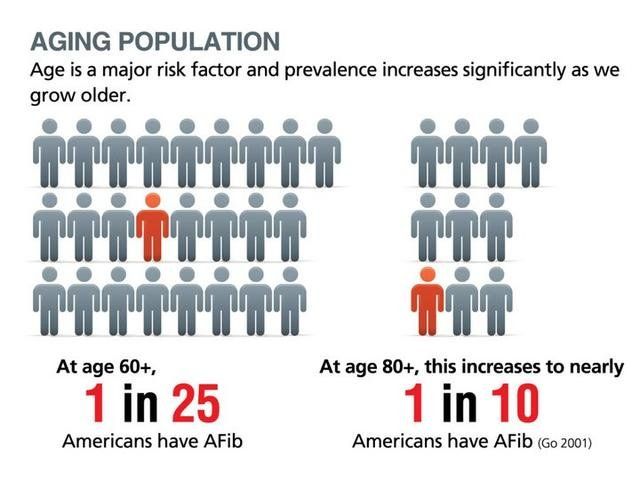 AGING POPULATION
Age is a major risk factor and prevalence increases significantly as we
grow older.
At age 60+,
1 in 25
Americans have AFib
At age 80+, this increases to nearly
1 in 10
Americans have AFib (Go 2001)